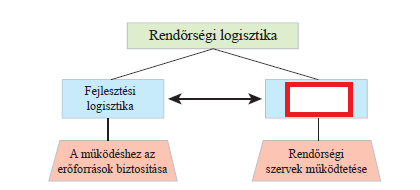 Rendőrségi logisztika
Fejlesztési
logisztika
A működéshez az
erőforrások biztosítása
Rendőrségi
szervek működtetése